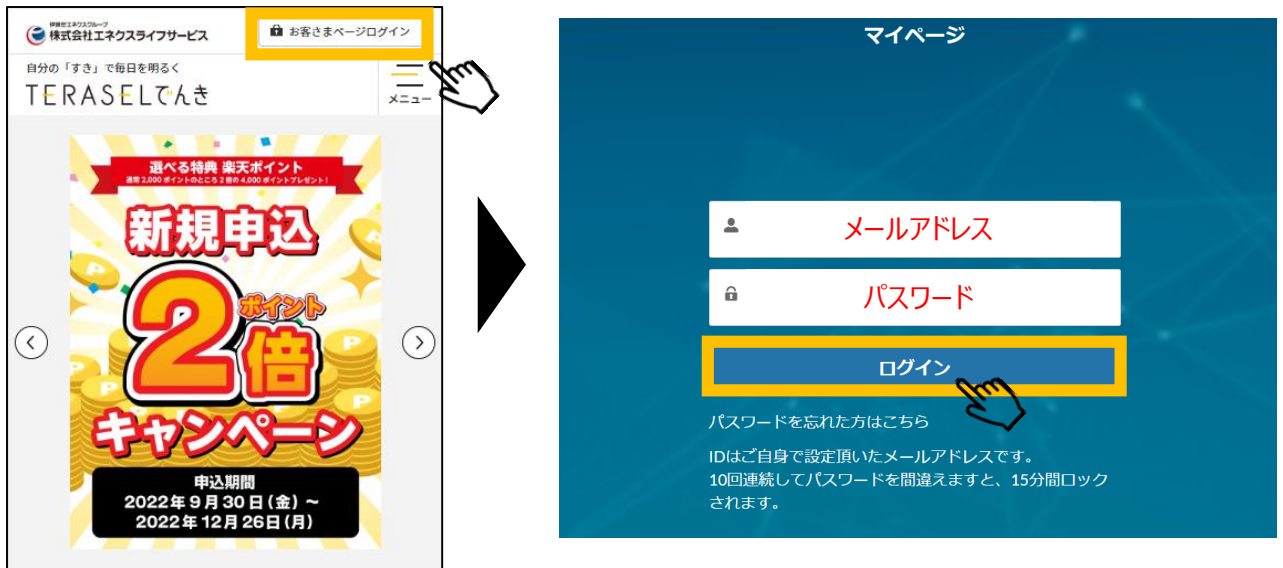 伊藤忠エネクスグループ
株式会社エネクスライフサービス
お客さまページログイン
自分の「すき」で毎日を明るく
TERASELでんき
メニュー
選べる特典 楽天ポイント
通常2,000ポイントのところ2倍の4,000ポイントプレゼント!
新規申込
ポイント
2倍
キャンペーン
申込期間
2022年9月30日(金)~
2022年12月26日(月)
マイページ
メールアドレス
パスワード
ログイン
パスワードを忘れた方はこちら
IDはご自身で設定頂いたメールアドレスです。
10回連続してパスワードを間違えますと、15分間ロック
されます。